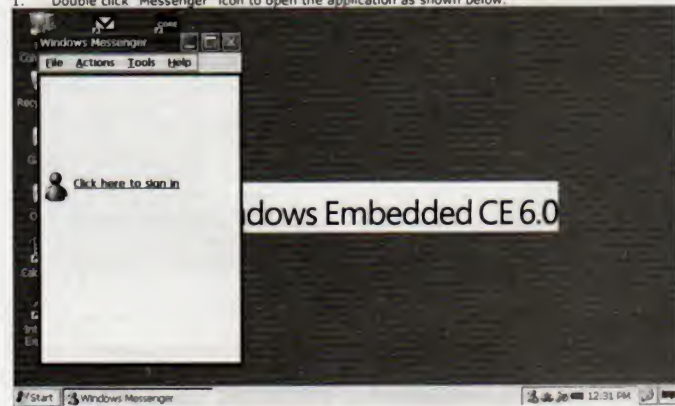 1. Double click "Messenger" icon to open the application as shown below.
Windows Messenger
File Actions Tools Help
Click here to sign in
dows Embedded CE 6.0
Start
Windows Messenger
12:31 PM